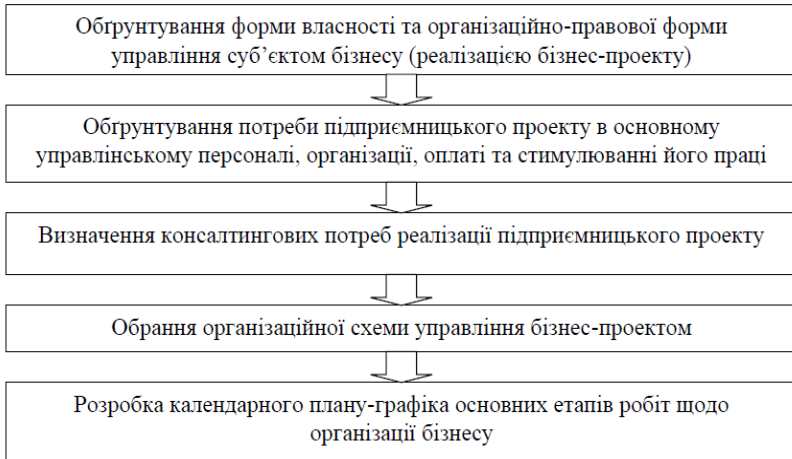 Обґрунтування форми власності та організаційно-правової форми
управління суб’єктом бізнесу (реалізацією бізнес-проекту)
Обґрунтування потреби підприємницького проекту в основному
управлінському персоналі, організації, оплаті та стимулюванні його праці
Визначення консалтингових потреб реалізації підприємницького проекту
Обрання організаційної схеми управління бізнес-проектом
Розробка календарного плану-графіка основних етапів робіт щодо
організації бізнесу